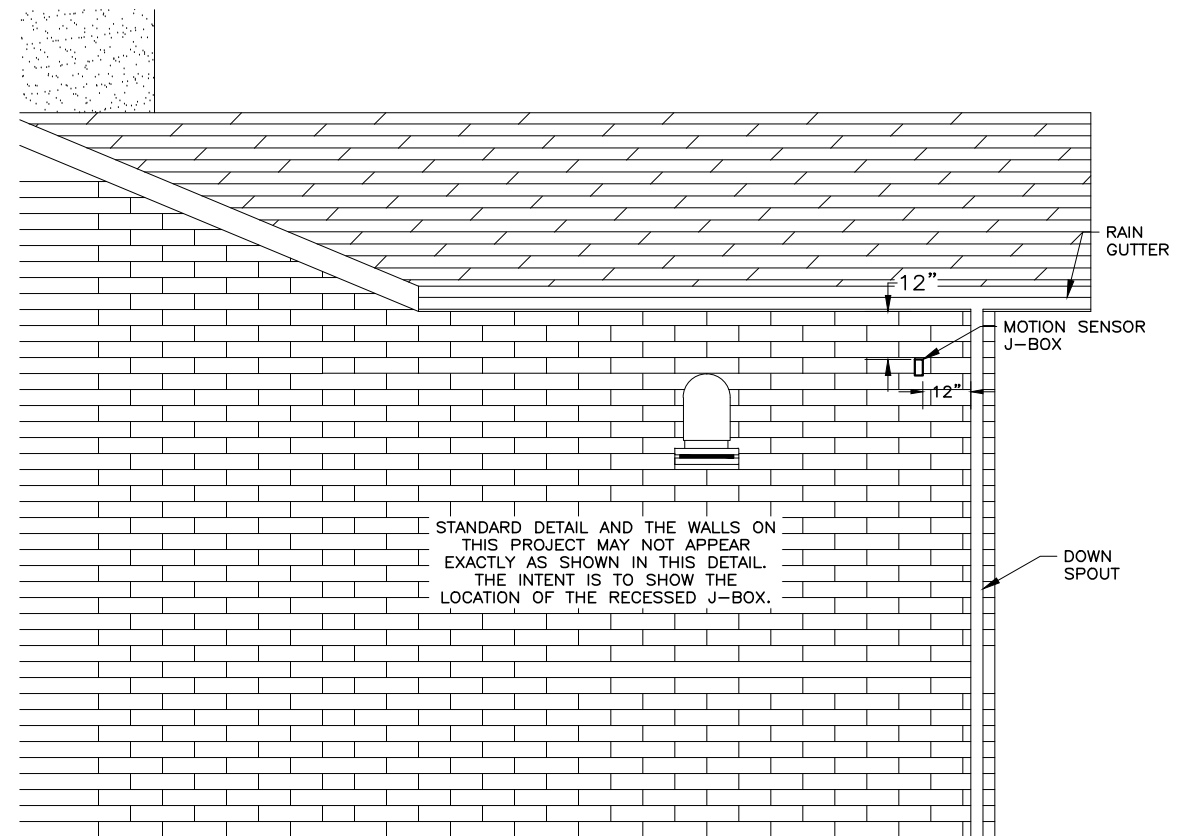 12”
RAIN
GUTTER
MOTION SENSOR
J-BOX
12”
STANDARD DETAIL AND THE WALLS ON
THIS PROJECT MAY NOT APPEAR
EXACTLY AS SHOWN IN THIS DETAIL.
THE INTENT IS TO SHOW THE
LOCATION OF THE RECESSED J-BOX.
DOWN
SPOUT